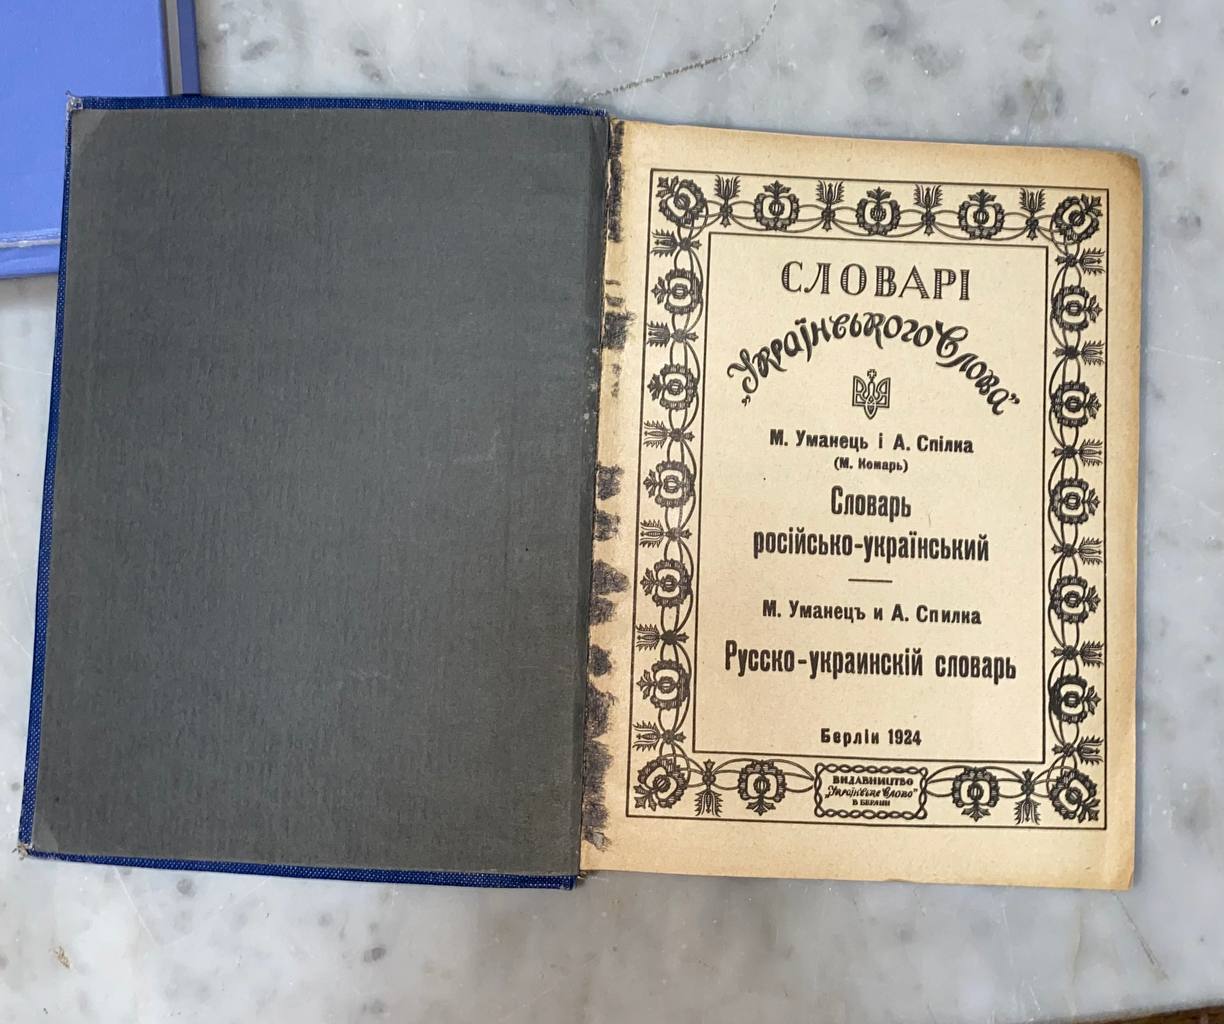 СЛОВАРІ
„Українського Слова”
М. Уманець і А. Спілка
(М. Комарь)
Словарь
російсько-український
М. Уманецъ и А. Спилка
Русско-украинскій словарь
Берлін 1924
ВИДАВНИЦТВО
„Українське Слово”
В БЕРЛІНІ